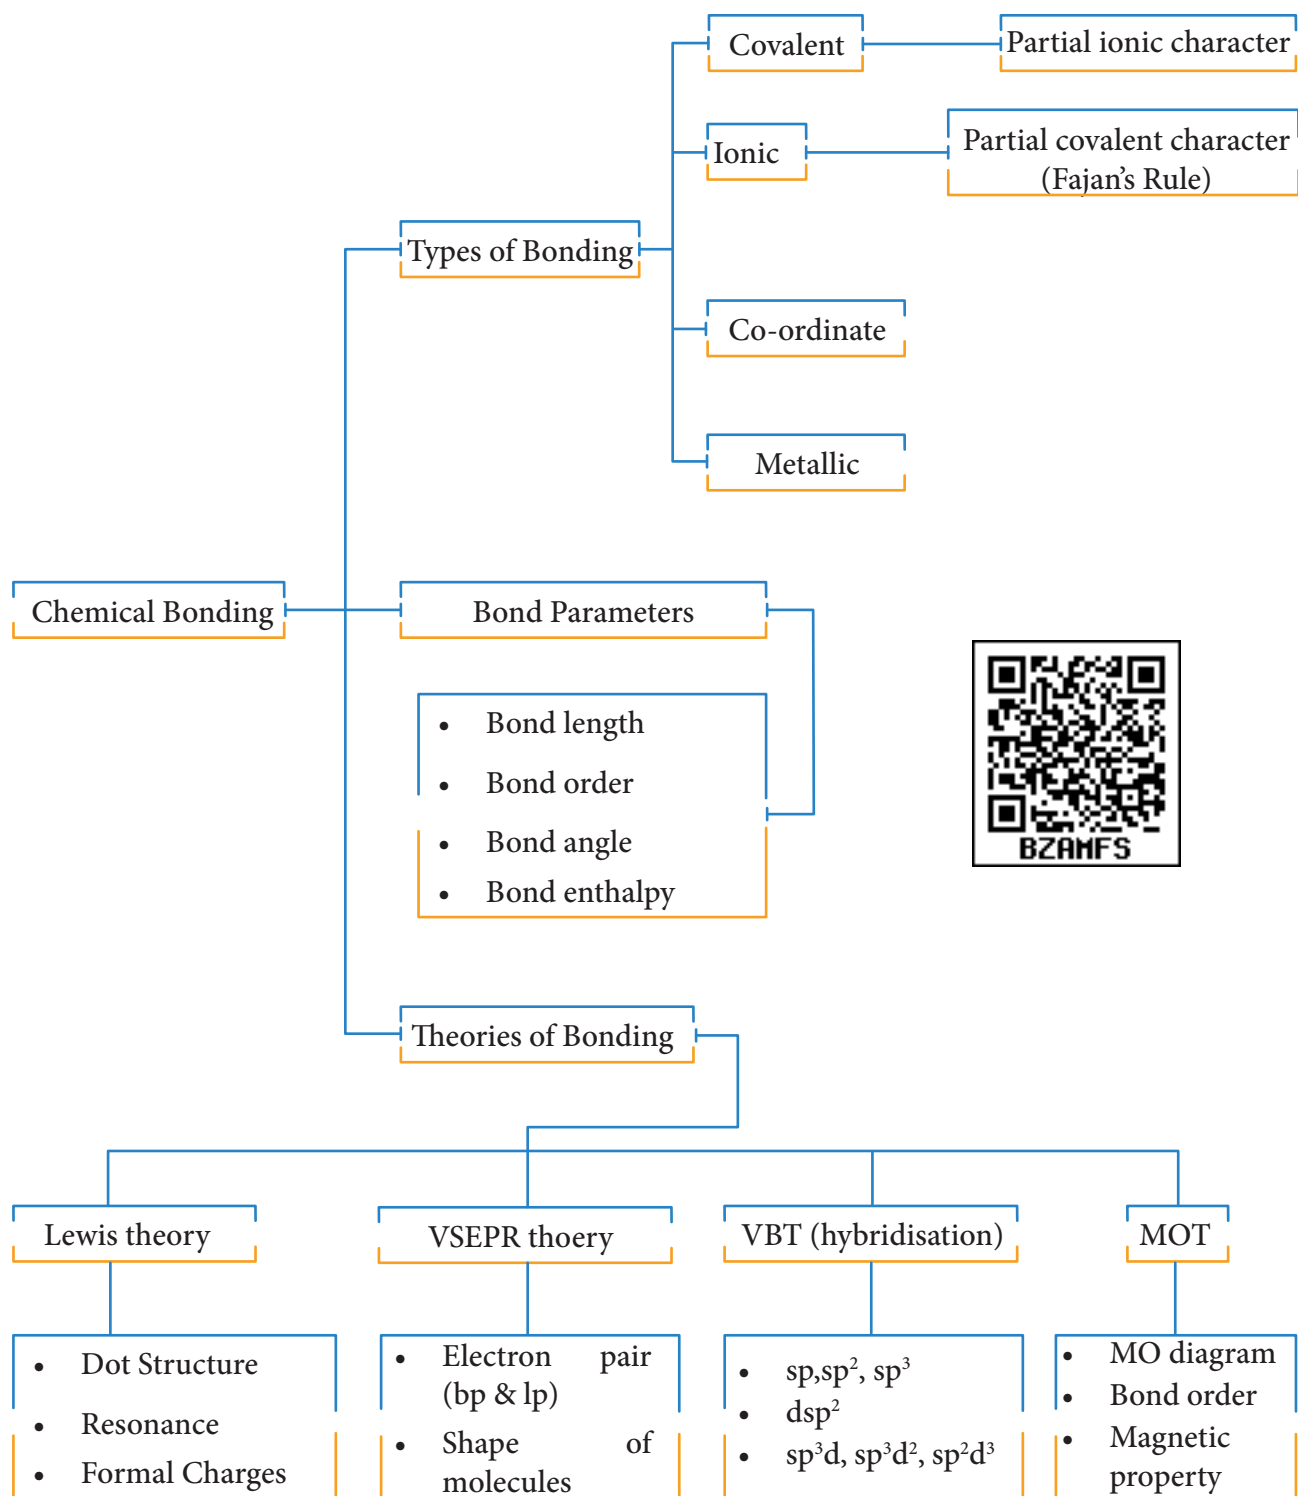 Covalent
Partial ionic character
Ionic
Partial covalent character
(Fajan's Rule)
Types of Bonding
Co-ordinate
Metallic
Chemical Bonding
Bond Parameters
• Bond length
• Bond order
• Bond angle
• Bond enthalpy
BZAMFS
Theories of Bonding
Lewis theory
• Dot Structure
• Resonance
• Formal Charges
VSEPR thoery
• Electron pair
(bp & lp)
• Shape of
molecules
VBT (hybridisation)
• sp,sp², sp³
• dsp²
• sp³d, sp³d², sp²d³
MOT
• MO diagram
• Bond order
• Magnetic
property